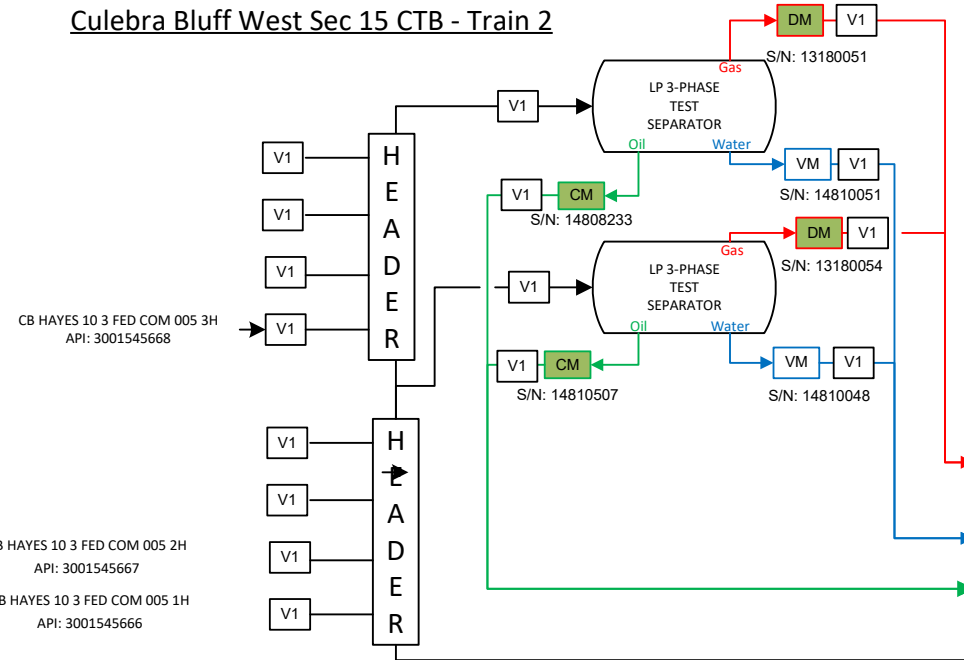 Culebra Bluff West Sec 15 CTB - Train 2
DM
V1
S/N: 13180051
Gas
LP 3-PHASE
TEST
SEPARATOR
Oil
Water
V1
VM
V1
S/N: 14810051
V1
CM
S/N: 14808233
DM
V1
S/N: 13180054
Gas
LP 3-PHASE
TEST
SEPARATOR
Oil
Water
V1
VM
V1
S/N: 14810048
V1
CM
S/N: 14810507
V1
V1
V1
V1
HEADER
CB HAYES 10 3 FED COM 005 3H
API: 3001545668
V1
V1
V1
V1
HEADER
HAYES 10 3 FED COM 005 2H
API: 3001545667
HAYES 10 3 FED COM 005 1H
API: 3001545666